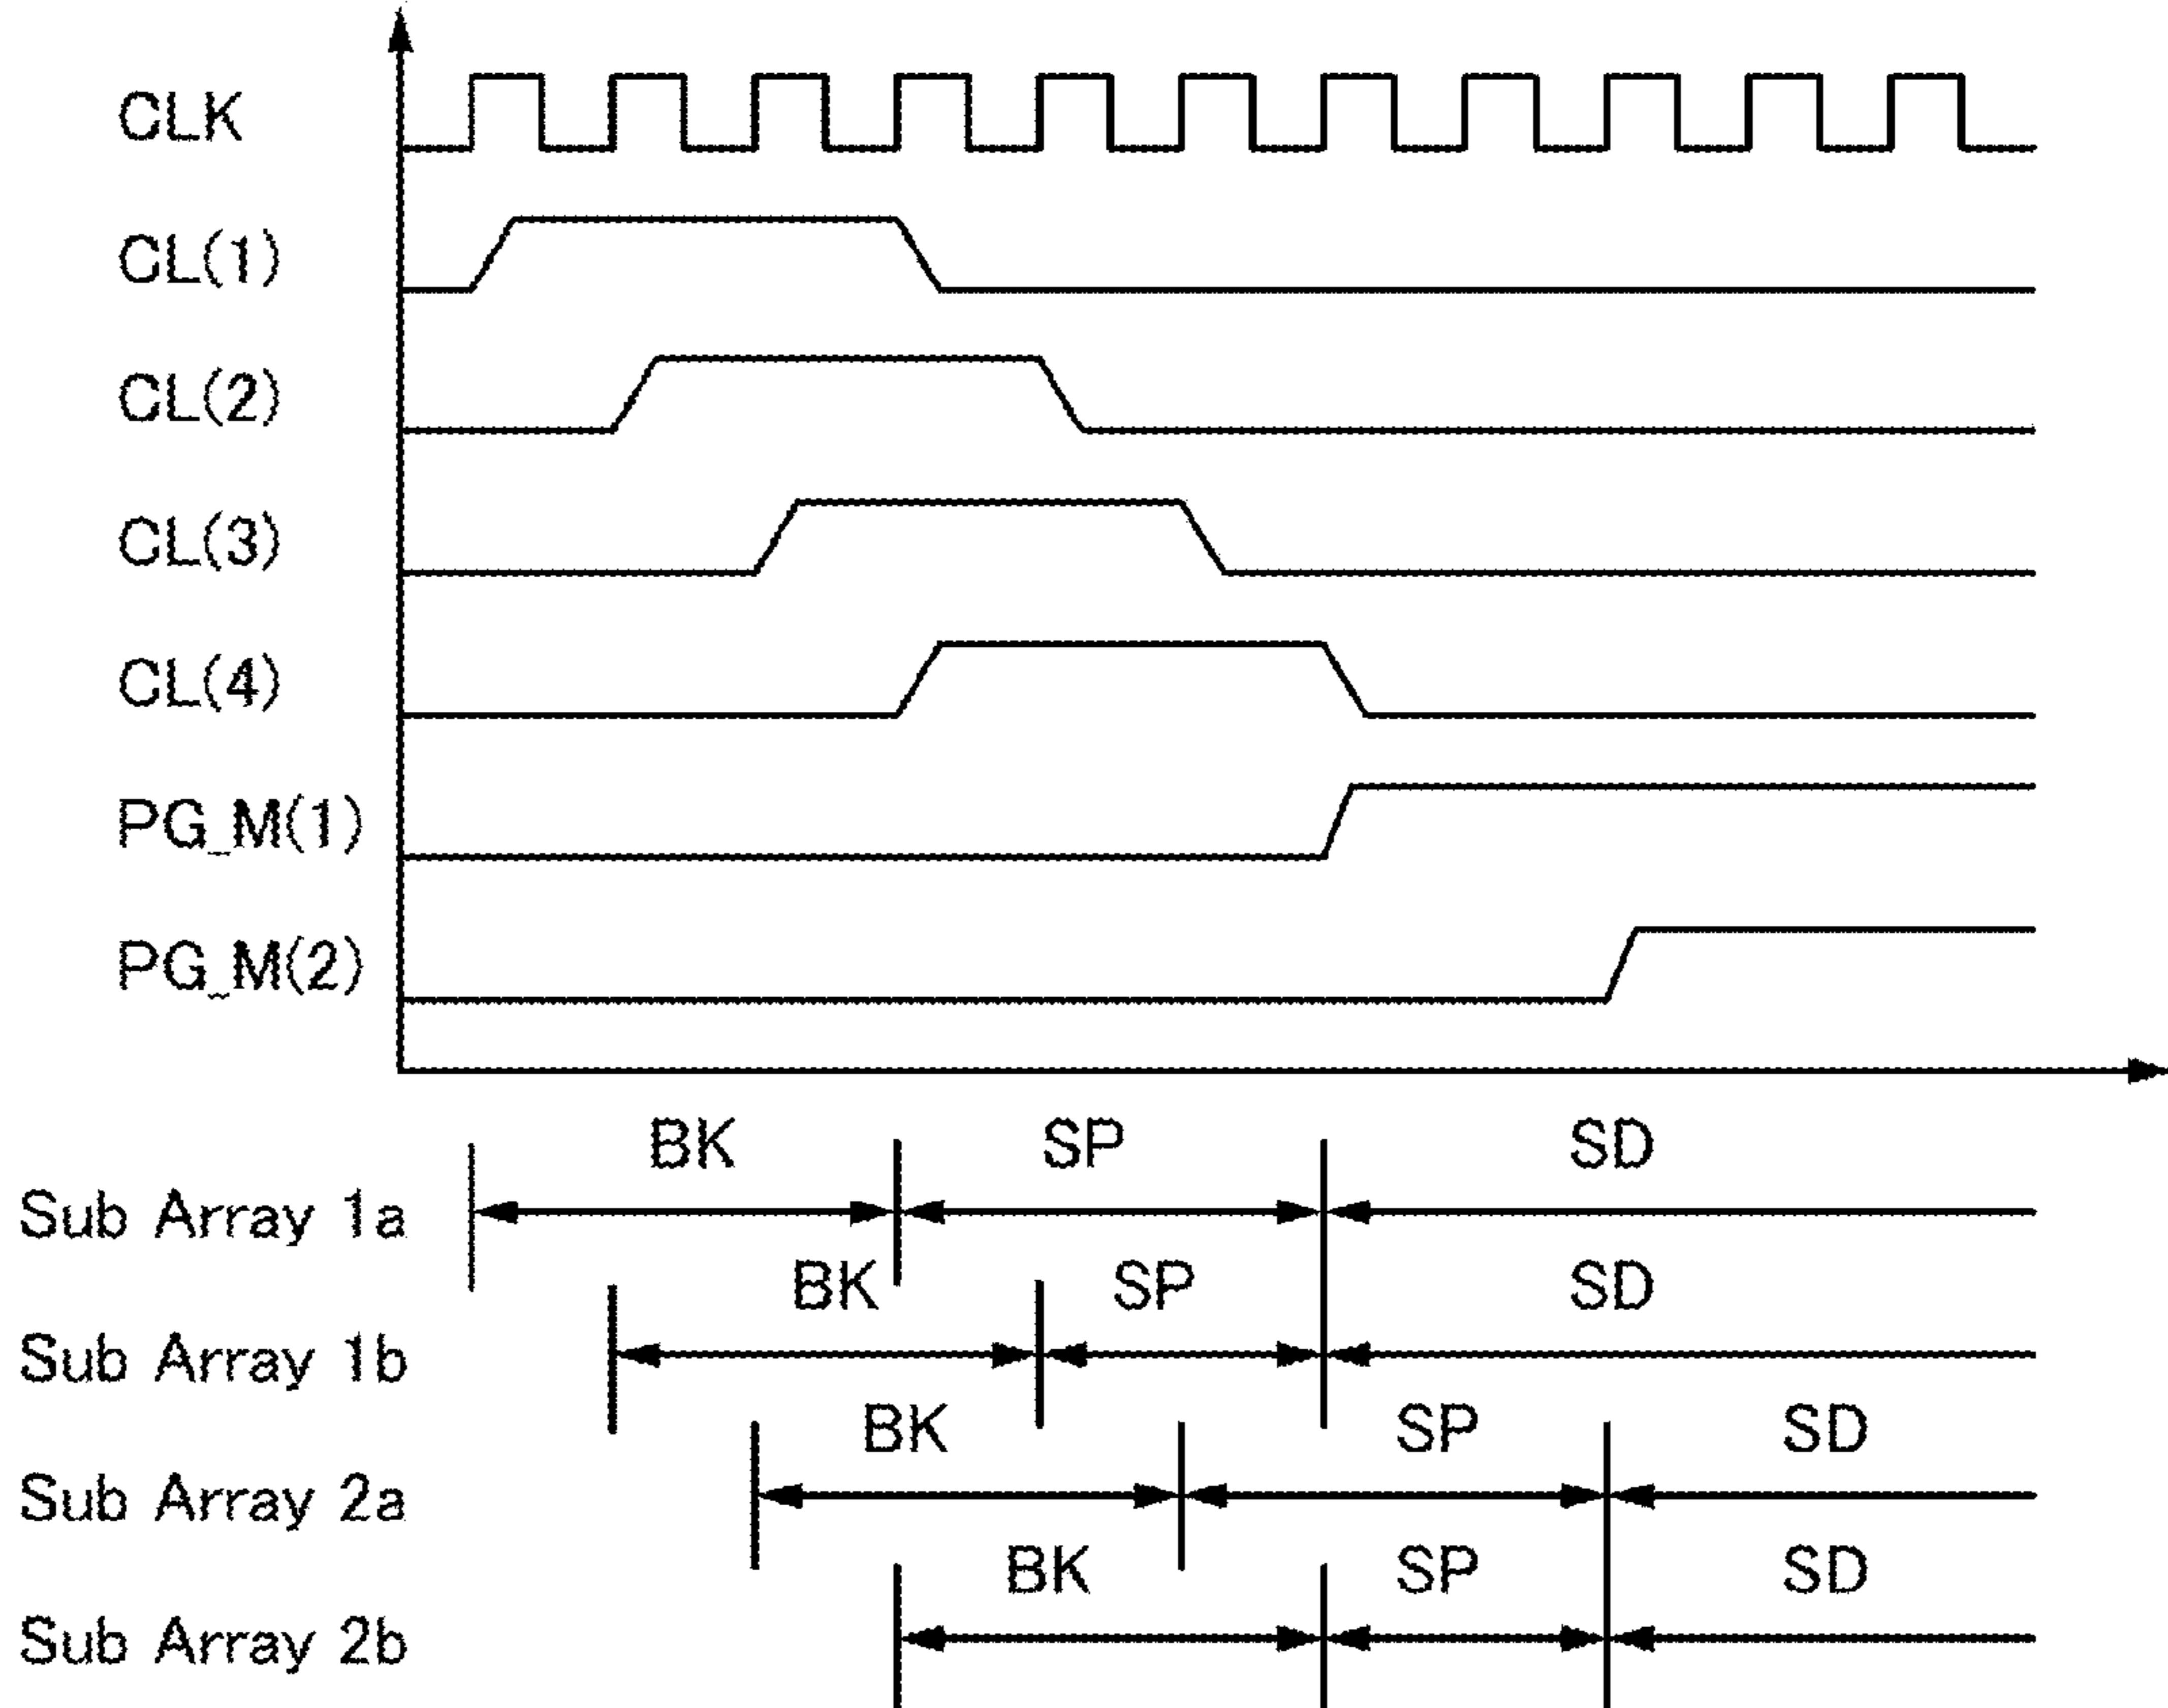 CLK
CL(1)
CL(2)
CL(3)
CL(4)
PG_M(1)
PG_M(2)
BK SP SD
Sub Array 1a
BK SP SD
Sub Array 1b
BK SP SD
Sub Array 2a
BK SP SD
Sub Array 2b